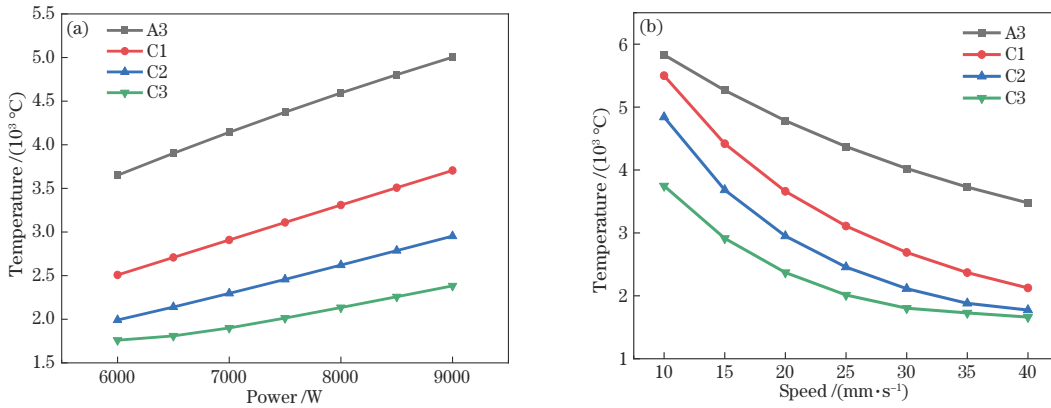 (a)
A3
C1
C2
C3
5.5
5.0
4.5
4.0
3.5
3.0
2.5
2.0
1.5
Temperature /(10³ °C)
6000 7000 8000 9000
Power /W
(b)
A3
C1
C2
C3
6
5
4
3
2
1
Temperature /(10³ °C)
10 15 20 25 30 35 40
Speed /(mm·s⁻¹)